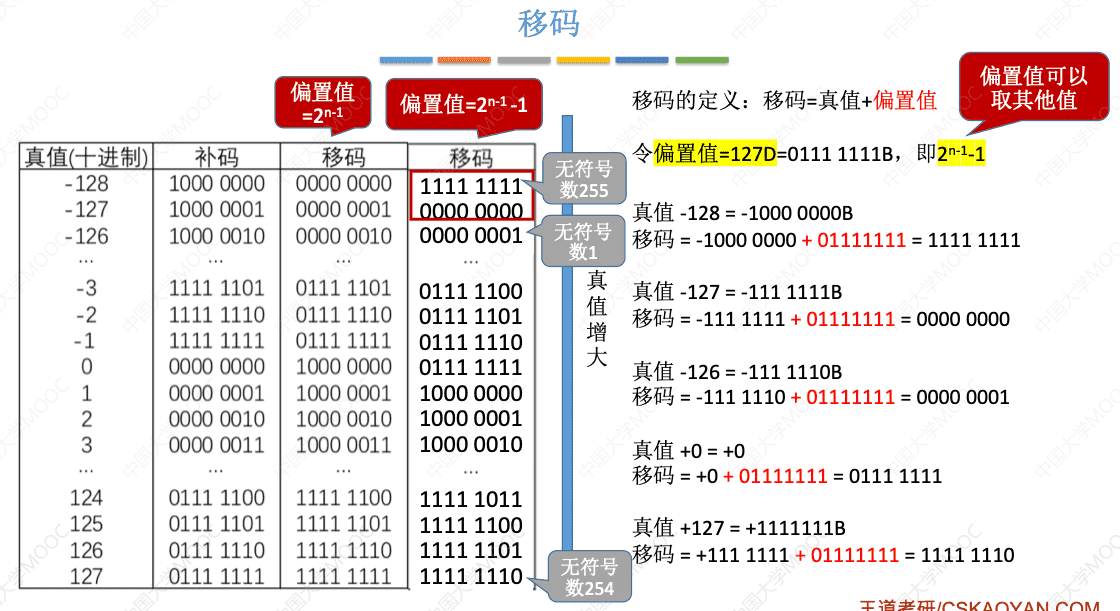 移码
偏置值
=2ⁿ⁻¹
偏置值=2ⁿ⁻¹ -1
偏置值可以
取其他值
移码的定义：移码=真值+偏置值
令偏置值=127D=0111 1111B，即2ⁿ⁻¹-1
真值(十进制) 补码 移码 移码
-128 1000 0000 0000 0000 1111 1111
-127 1000 0001 0000 0001 0000 0000
-126 1000 0010 0000 0010 0000 0001
... ... ... ...
-3 1111 1101 0111 1101 0111 1100
-2 1111 1110 0111 1110 0111 1101
-1 1111 1111 0111 1111 0111 1110
0 0000 0000 1000 0000 0111 1111
1 0000 0001 1000 0001 1000 0000
2 0000 0010 1000 0010 1000 0001
3 0000 0011 1000 0011 1000 0010
... ... ... ...
124 0111 1100 1111 1100 1111 1011
125 0111 1101 1111 1101 1111 1100
126 0111 1110 1111 1110 1111 1101
127 0111 1111 1111 1111 1111 1110
无符号
数255
无符号
数1
真
值
增
大
无符号
数254
真值 -128 = -1000 0000B
移码 = -1000 0000 + 01111111 = 1111 1111
真值 -127 = -111 1111B
移码 = -111 1111 + 01111111 = 0000 0000
真值 -126 = -111 1110B
移码 = -111 1110 + 01111111 = 0000 0001
真值 +0 = +0
移码 = +0 + 01111111 = 0111 1111
真值 +127 = +1111111B
移码 = +111 1111 + 01111111 = 1111 1110
王道考研/CSKAOYAN.COM
中国大学MOOC